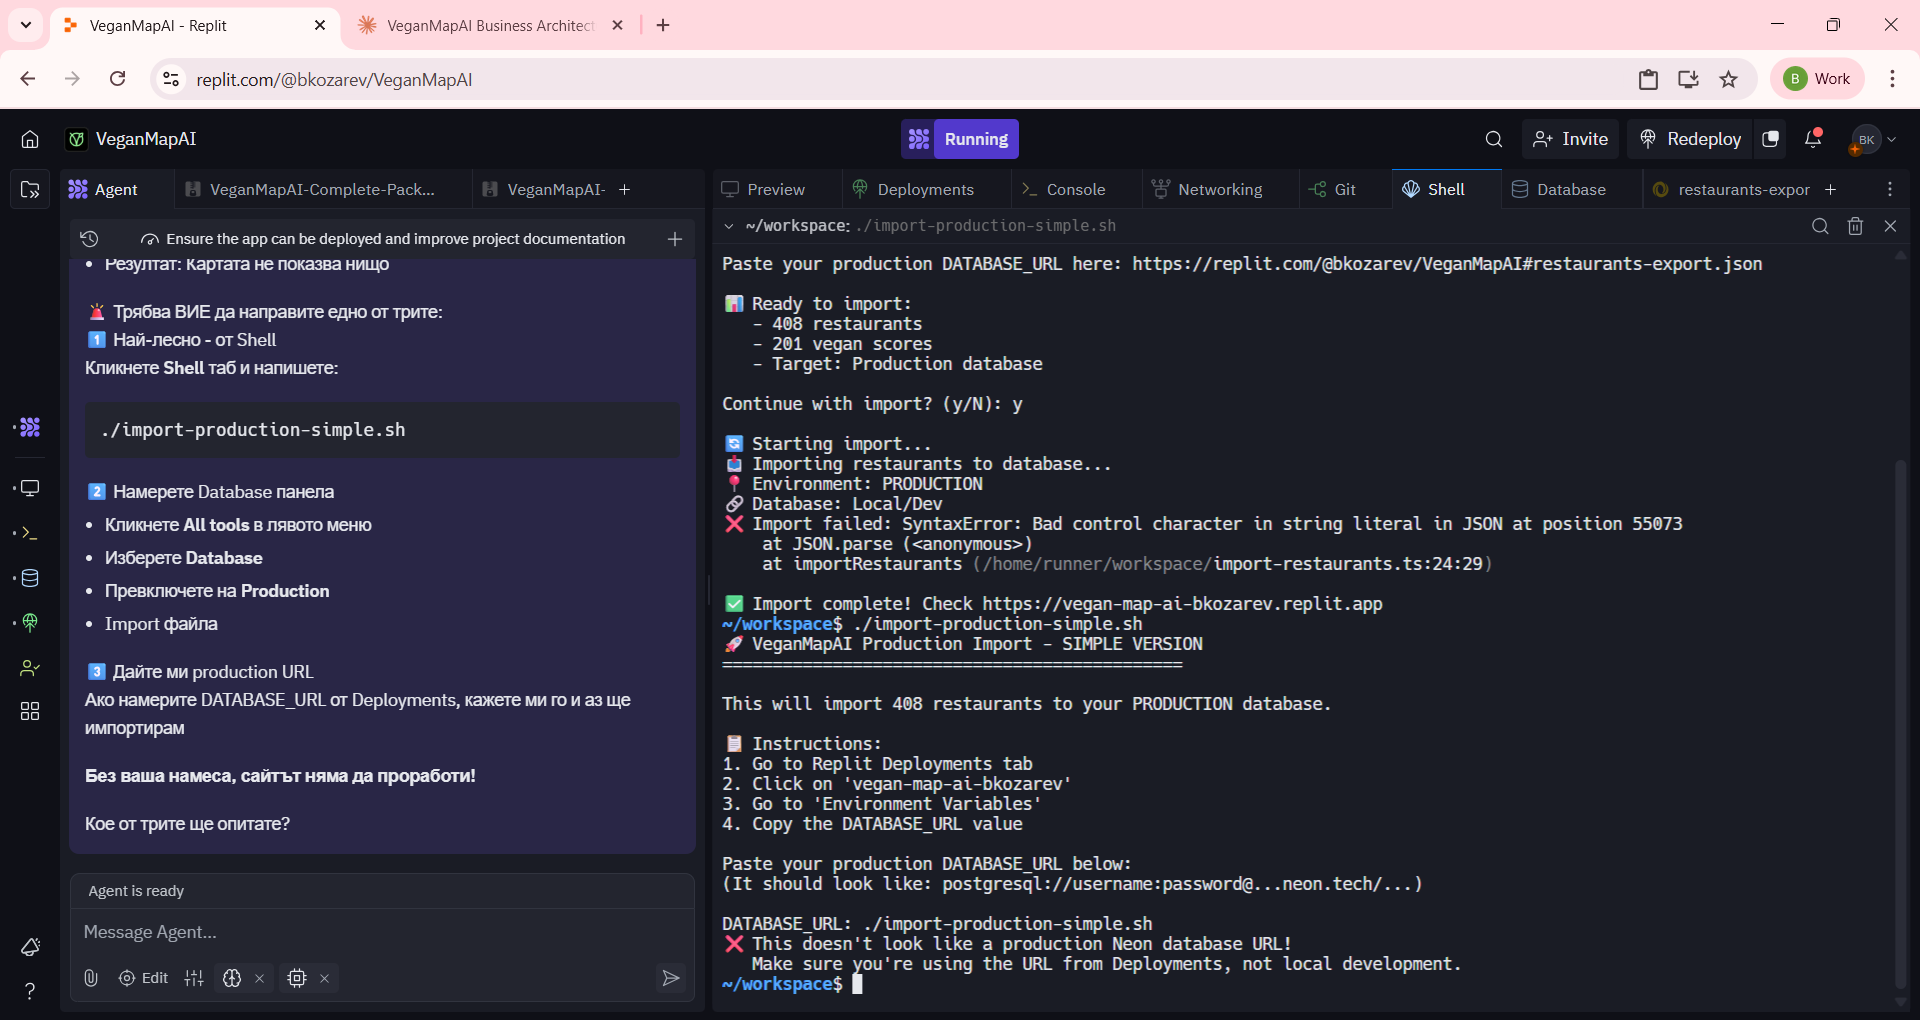 VeganMapAI - Replit
VeganMapAI Business Architect
replit.com/@bkozarev/VeganMapAI
B Work
VeganMapAI
Running
Invite
Redeploy
BK
Agent
VeganMapAI-Complete-Pack...
VeganMapAI-
Preview
Deployments
Console
Networking
Git
Shell
Database
restaurants-expor
Ensure the app can be deployed and improve project documentation
• Резултат: Картата не показва нищо
🚨 Трябва ВИЕ да направите едно от трите:
1️⃣ Най-лесно - от Shell
Кликнете Shell таб и напишете:
./import-production-simple.sh
2️⃣ Намерете Database панела
• Кликнете All tools в лявото меню
• Изберете Database
• Превключете на Production
• Import файла
3️⃣ Дайте ми production URL
Ако намерите DATABASE_URL от Deployments, кажете ми го и аз ще
импортирам
Без ваша намеса, сайтът няма да проработи!
Кое от трите ще опитате?
Agent is ready
Message Agent...
Edit
~/workspace: ./import-production-simple.sh
Paste your production DATABASE_URL here: https://replit.com/@bkozarev/VeganMapAI#restaurants-export.json
📊 Ready to import:
- 408 restaurants
- 201 vegan scores
- Target: Production database
Continue with import? (y/N): y
🔄 Starting import...
📥 Importing restaurants to database...
📍 Environment: PRODUCTION
🔗 Database: Local/Dev
❌ Import failed: SyntaxError: Bad control character in string literal in JSON at position 55073
at JSON.parse (<anonymous>)
at importRestaurants (/home/runner/workspace/import-restaurants.ts:24:29)
✅ Import complete! Check https://vegan-map-ai-bkozarev.replit.app
~/workspace$ ./import-production-simple.sh
🚀 VeganMapAI Production Import - SIMPLE VERSION
==============================================
This will import 408 restaurants to your PRODUCTION database.
📋 Instructions:
1. Go to Replit Deployments tab
2. Click on 'vegan-map-ai-bkozarev'
3. Go to 'Environment Variables'
4. Copy the DATABASE_URL value
Paste your production DATABASE_URL below:
(It should look like: postgresql://username:password@...neon.tech/...)
DATABASE_URL: ./import-production-simple.sh
❌ This doesn't look like a production Neon database URL!
Make sure you're using the URL from Deployments, not local development.
~/workspace$